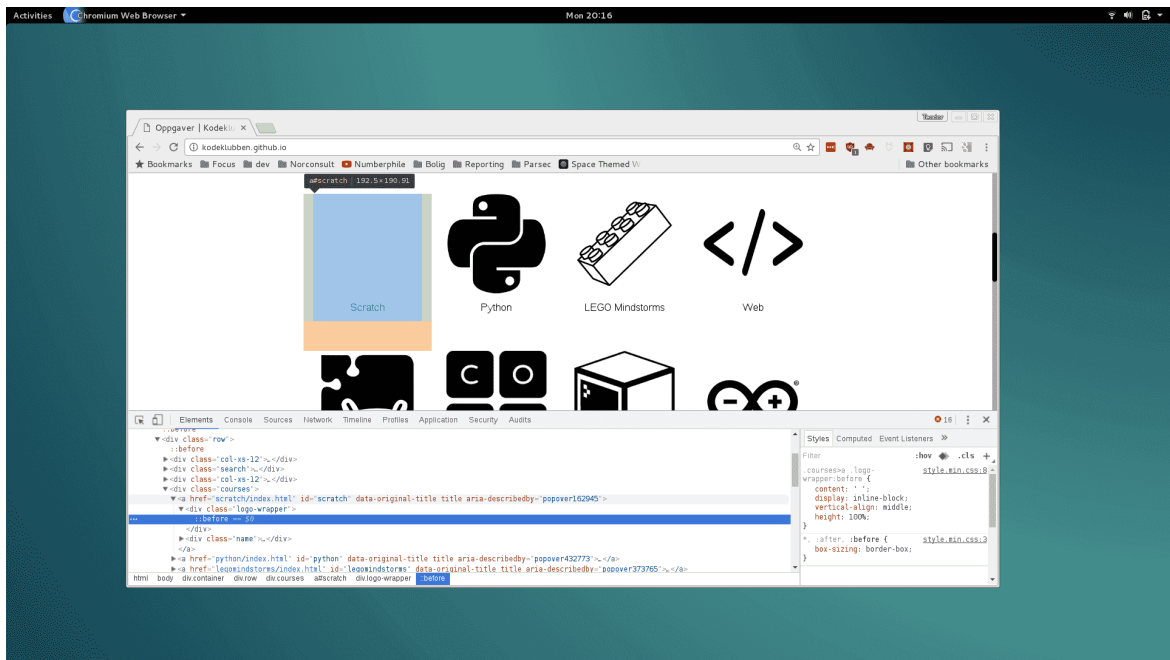 Activities Chromium Web Browser Mon 20:16
Oppgaver | Kodeklu
kodeklubben.github.io
Bookmarks Focus dev Norconsult Numberphile Bolig Reporting Parsec Space Themed W Other bookmarks
a#scratch | 192.5×190.91
Scratch Python LEGO Mindstorms Web
C O
Elements Console Sources Network Timeline Profiles Application Security Audits 16
::before
▼<div class="row">
::before
▶<div class="col-xs-12">…</div>
▶<div class="search">…</div>
▶<div class="col-xs-12">…</div>
▼<div class="courses">
▼<a href="scratch/index.html" id="scratch" data-original-title title aria-describedby="popover162945">
▼<div class="logo-wrapper">
::before == $0
</div>
▶<div class="name">…</div>
</a>
▶<a href="python/index.html" id="python" data-original-title title aria-describedby="popover432773">…</a>
▶<a href="legomindstorms/index.html" id="legomindstorms" data-original-title title aria-describedby="popover373765">…</a>
html body div.container div.row div.courses a#scratch div.logo-wrapper ::before
Styles Computed Event Listeners »
Filter :hov .cls +
.courses>a .logo- style.min.css:8
wrapper:before {
content: ' ';
display: inline-block;
vertical-align: middle;
height: 100%;
}
*, :after, :before { style.min.css:3
box-sizing: border-box;
}